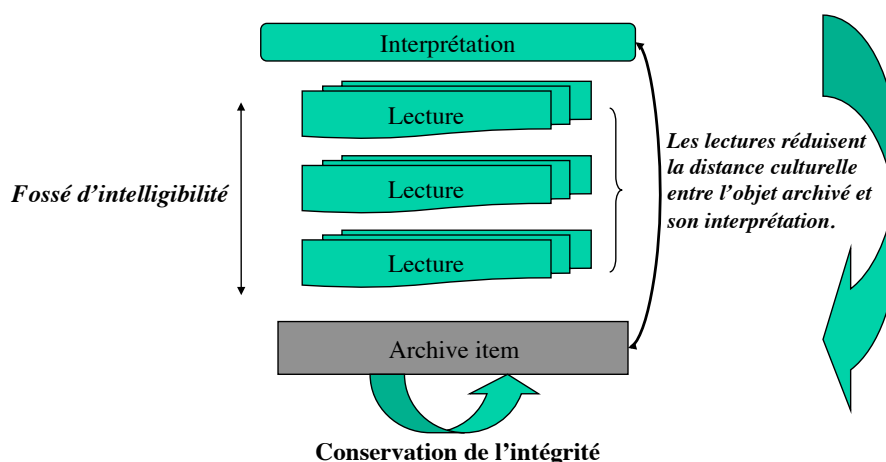 Interprétation
Lecture
Lecture
Lecture
Fossé d’intelligibilité
Les lectures réduisent
la distance culturelle
entre l’objet archivé et
son interprétation.
Archive item
Conservation de l’intégrité